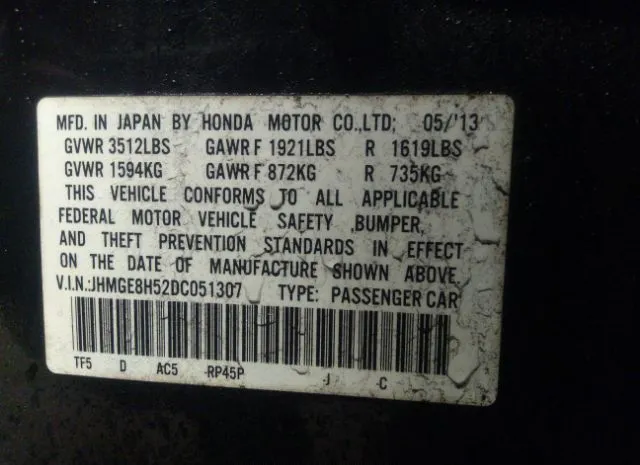 MFD. IN JAPAN BY HONDA MOTOR CO.,LTD; 05/'13
GVWR 3512LBS GAWR F 1921LBS R 1619LBS
GVWR 1594KG GAWR F 872KG R 735KG
THIS VEHICLE CONFORMS TO ALL APPLICABLE
FEDERAL MOTOR VEHICLE SAFETY ,BUMPER,
AND THEFT PREVENTION STANDARDS IN EFFECT
ON THE DATE OF MANUFACTURE SHOWN ABOVE.
V.I.N.:JHMGE8H52DC051307 TYPE: PASSENGER CAR
TF5 D AC5 RP45P J C